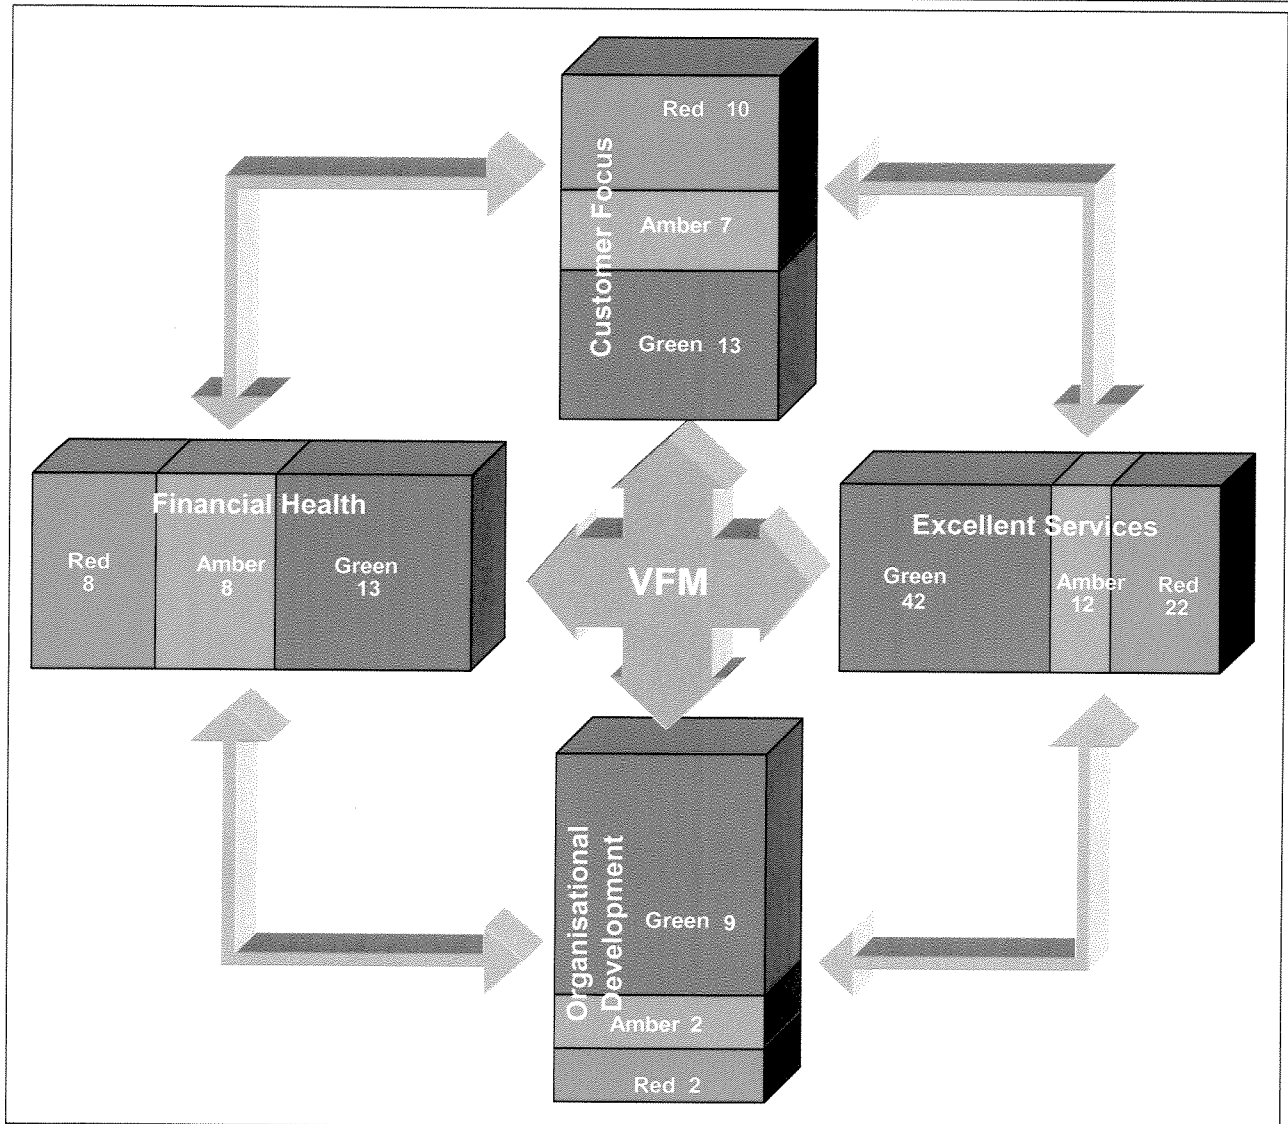 Customer Focus
Red 10
Amber 7
Green 13
Financial Health
Red
8
Amber
8
Green
13
VFM
Excellent Services
Green
42
Amber
12
Red
22
Organisational
Development
Green 9
Amber 2
Red 2